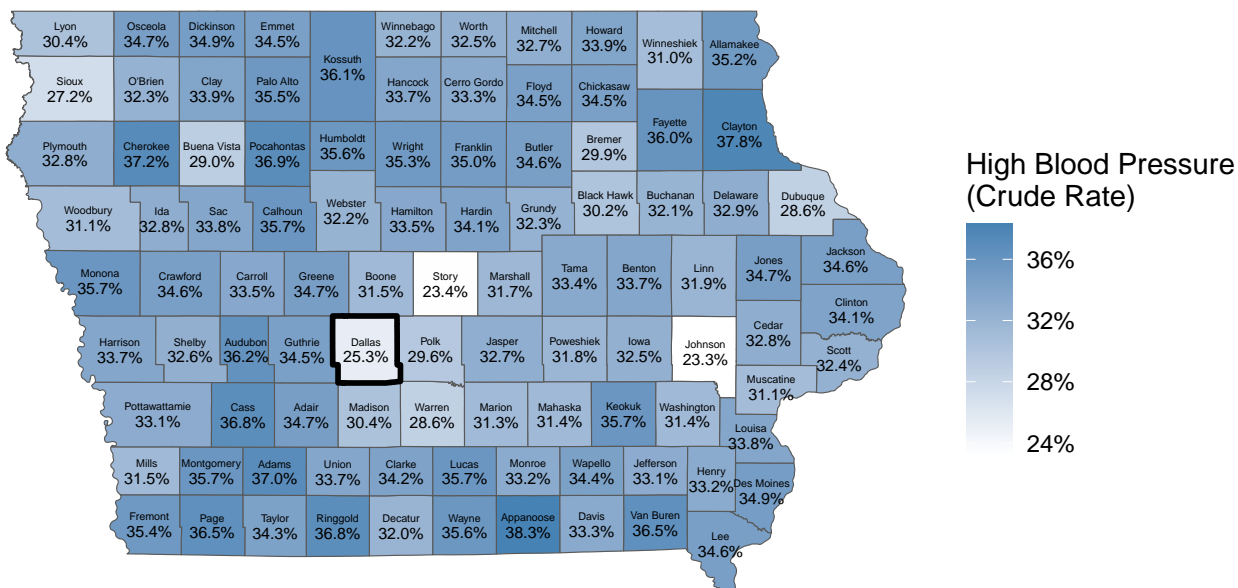 Lyon
30.4%
Osceola
34.7%
Dickinson
34.9%
Emmet
34.5%
Kossuth
36.1%
Winnebago
32.2%
Worth
32.5%
Mitchell
32.7%
Howard
33.9%
Winneshiek
31.0%
Allamakee
35.2%
Sioux
27.2%
O'Brien
32.3%
Clay
33.9%
Palo Alto
35.5%
Hancock
33.7%
Cerro Gordo
33.3%
Floyd
34.5%
Chickasaw
34.5%
Plymouth
32.8%
Cherokee
37.2%
Buena Vista
29.0%
Pocahontas
36.9%
Humboldt
35.6%
Wright
35.3%
Franklin
35.0%
Butler
34.6%
Bremer
29.9%
Fayette
36.0%
Clayton
37.8%
Woodbury
31.1%
Ida
32.8%
Sac
33.8%
Calhoun
35.7%
Webster
32.2%
Hamilton
33.5%
Hardin
34.1%
Grundy
32.3%
Black Hawk
30.2%
Buchanan
32.1%
Delaware
32.9%
Dubuque
28.6%
Monona
35.7%
Crawford
34.6%
Carroll
33.5%
Greene
34.7%
Boone
31.5%
Story
23.4%
Marshall
31.7%
Tama
33.4%
Benton
33.7%
Linn
31.9%
Jones
34.7%
Jackson
34.6%
Clinton
34.1%
Harrison
33.7%
Shelby
32.6%
Audubon
36.2%
Guthrie
34.5%
Dallas
25.3%
Polk
29.6%
Jasper
32.7%
Poweshiek
31.8%
Iowa
32.5%
Johnson
23.3%
Cedar
32.8%
Scott
32.4%
Muscatine
31.1%
Pottawattamie
33.1%
Cass
36.8%
Adair
34.7%
Madison
30.4%
Warren
28.6%
Marion
31.3%
Mahaska
31.4%
Keokuk
35.7%
Washington
31.4%
Louisa
33.8%
Mills
31.5%
Montgomery
35.7%
Adams
37.0%
Union
33.7%
Clarke
34.2%
Lucas
35.7%
Monroe
33.2%
Wapello
34.4%
Jefferson
33.1%
Henry
33.2%
Des Moines
34.9%
Fremont
35.4%
Page
36.5%
Taylor
34.3%
Ringgold
36.8%
Decatur
32.0%
Wayne
35.6%
Appanoose
38.3%
Davis
33.3%
Van Buren
36.5%
Lee
34.6%
High Blood Pressure
(Crude Rate)
36%
32%
28%
24%